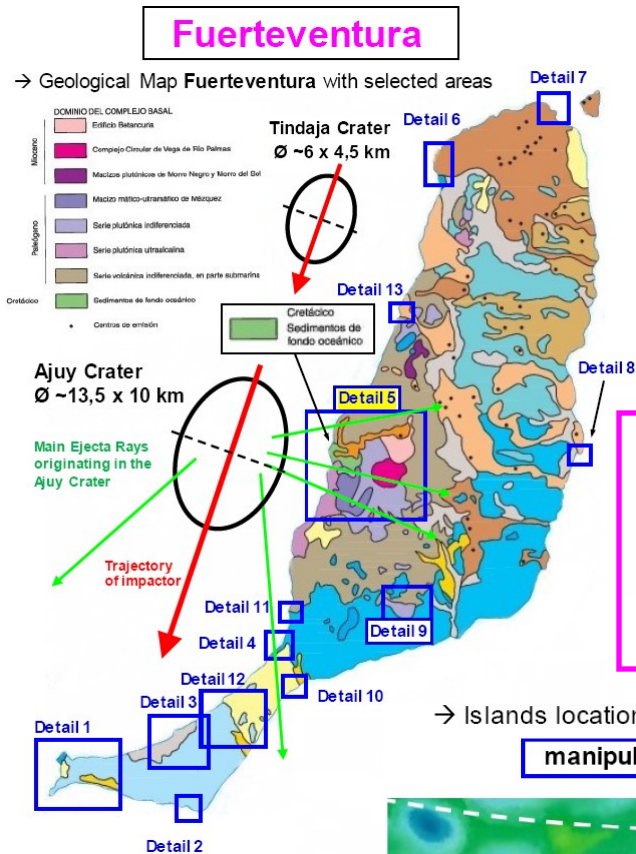 Fuerteventura
→ Geological Map Fuerteventura with selected areas
DOMINIO DEL COMPLEJO BASAL
Mioceno
Edificio Betancuria
Complejo Circular de Vega de Río Palmas
Macizos plutónicos de Morro Negro y Morro del Sol
Paleógeno
Macizo máfico-ultramáfico de Mézquez
Serie plutónica indiferenciada
Serie plutónica ultraalcalina
Serie volcánica indiferenciada, en parte submarina
Cretácico
Sedimentos de fondo oceánico
Centros de emisión
Tindaja Crater
Ø ~6 x 4,5 km
Detail 7
Detail 6
Detail 13
Cretácico
Sedimentos de
fondo oceánico
Detail 8
Ajuy Crater
Ø ~13,5 x 10 km
Detail 5
Main Ejecta Rays
originating in the
Ajuy Crater
Trajectory
of impactor
Detail 11
Detail 4
Detail 9
Detail 12
Detail 10
Detail 3
Detail 1
Detail 2
→ Islands location
manipul